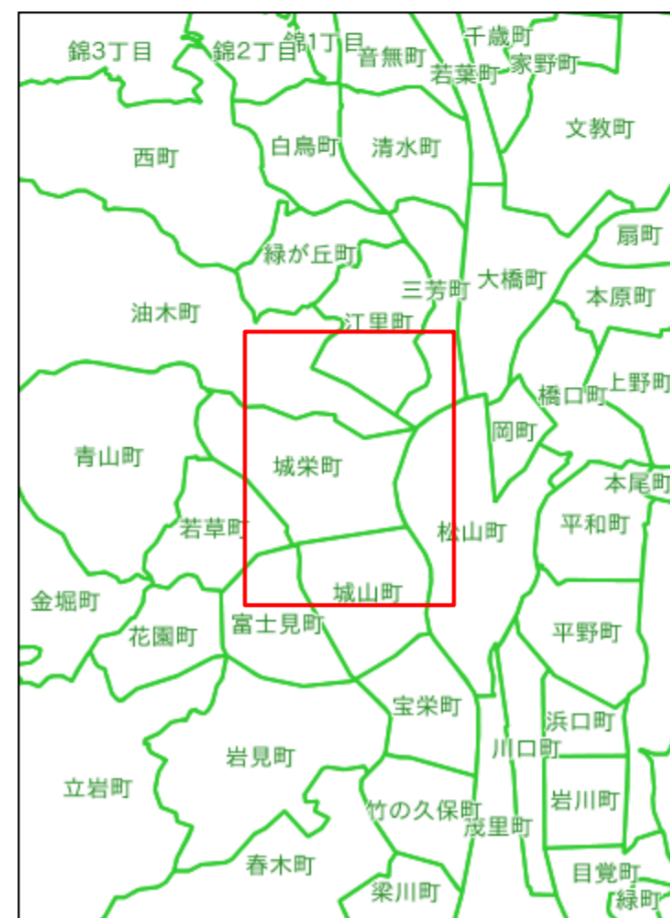 錦3丁目
錦2丁目
錦1丁目
音無町
千歳町
若葉町
家野町
西町
白鳥町
清水町
文教町
緑が丘町
三芳町
大橋町
扇町
油木町
江里町
本原町
橋口町
上野町
青山町
城栄町
岡町
若草町
松山町
本尾町
平和町
金堀町
花園町
富士見町
城山町
平野町
宝栄町
浜口町
川口町
立岩町
岩見町
竹の久保町
茂里町
岩川町
春木町
梁川町
目覚町
緑町